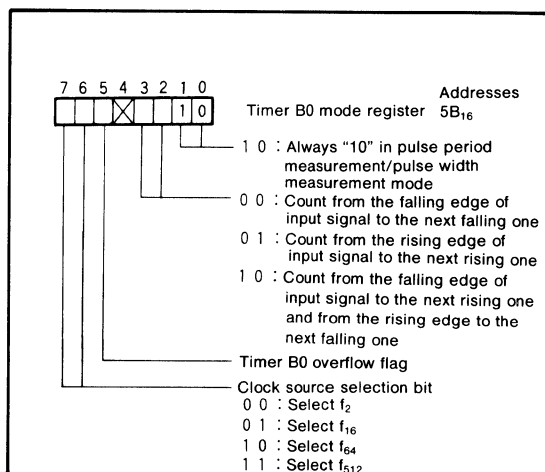 7 6 5 4 3 2 1 0
Addresses
1 0
Timer B0 mode register 5B₁₆
1 0 : Always “10” in pulse period
measurement/pulse width
measurement mode
0 0 : Count from the falling edge of
input signal to the next falling one
0 1 : Count from the rising edge of
input signal to the next rising one
1 0 : Count from the falling edge of
input signal to the next rising one
and from the rising edge to the
next falling one
Timer B0 overflow flag
Clock source selection bit
0 0 : Select f₂
0 1 : Select f₁₆
1 0 : Select f₆₄
1 1 : Select f₅₁₂